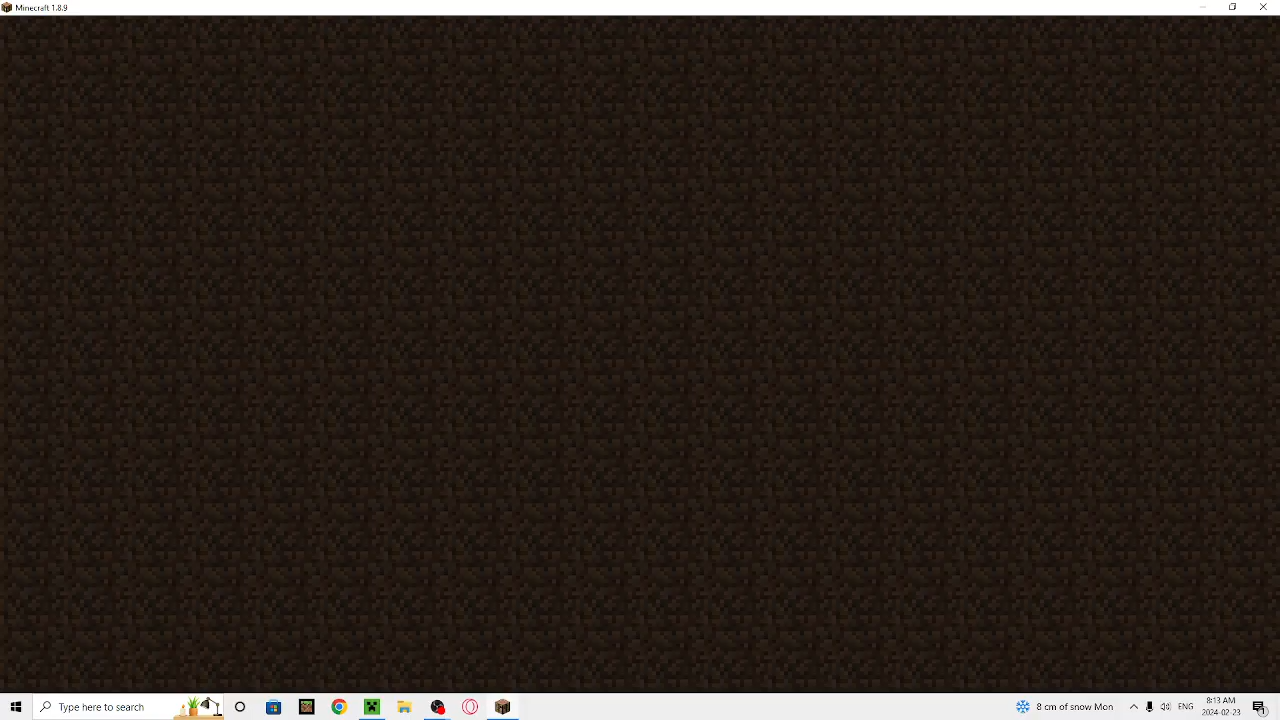 Minecraft 1.8.9
Type here to search
8 cm of snow Mon
ENG
8:13 AM
2024-02-23
1